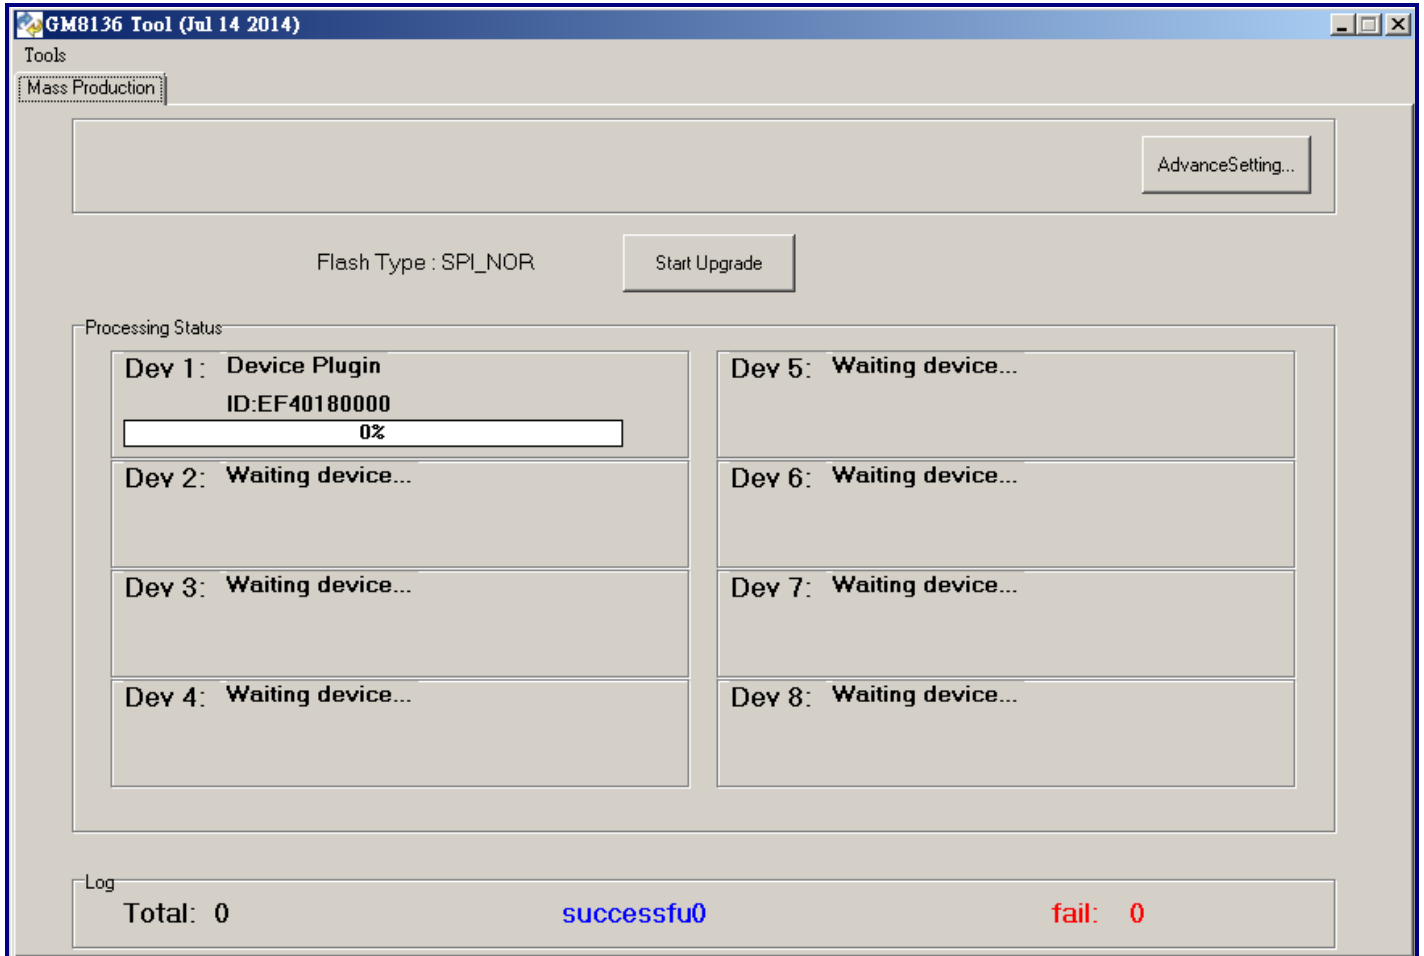 GM8136 Tool (Jul 14 2014)
Tools
Mass Production
AdvanceSetting...
Flash Type : SPI_NOR
Start Upgrade
Processing Status
Dev 1: Device Plugin
ID:EF40180000
0%
Dev 2: Waiting device...
Dev 3: Waiting device...
Dev 4: Waiting device...
Dev 5: Waiting device...
Dev 6: Waiting device...
Dev 7: Waiting device...
Dev 8: Waiting device...
Log
Total: 0 successfu0 fail: 0